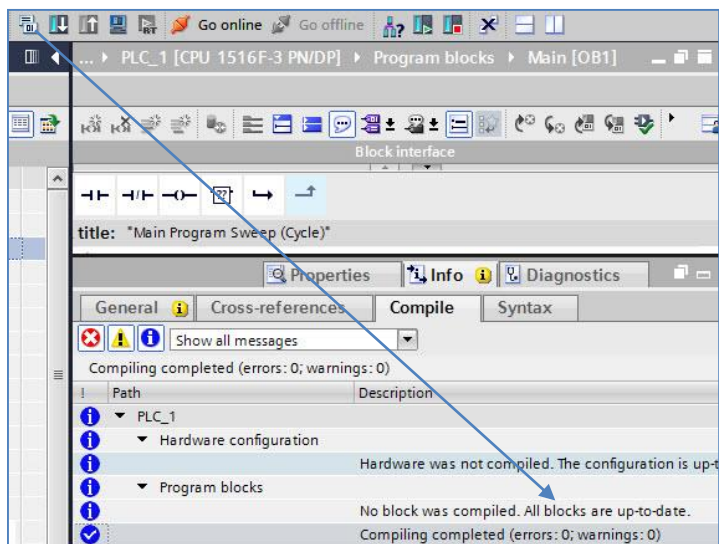 Go online Go offline
... PLC_1 [CPU 1516F-3 PN/DP] Program blocks Main [OB1]
Block interface
??
title: "Main Program Sweep (Cycle)"
Properties Info Diagnostics
General Cross-references Compile Syntax
Show all messages
Compiling completed (errors: 0; warnings: 0)
! Path Description
PLC_1
Hardware configuration
Hardware was not compiled. The configuration is up-t
Program blocks
No block was compiled. All blocks are up-to-date.
Compiling completed (errors: 0; warnings: 0)